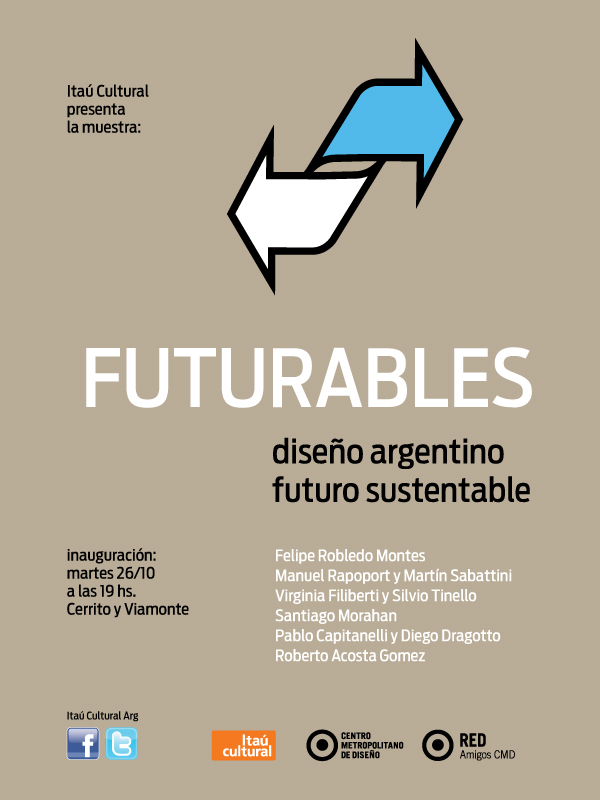 Itaú Cultural
presenta
la muestra:
FUTURABLES
diseño argentino
futuro sustentable
inauguración:
martes 26/10
a las 19 hs.
Cerrito y Viamonte
Felipe Robledo Montes
Manuel Rapoport y Martín Sabattini
Virginia Filiberti y Silvio Tinello
Santiago Morahan
Pablo Capitanelli y Diego Dragotto
Roberto Acosta Gomez
Itaú Cultural Arg
f
t
Itaú
cultural
CENTRO
METROPOLITANO
DE DISEÑO
RED
Amigos CMD